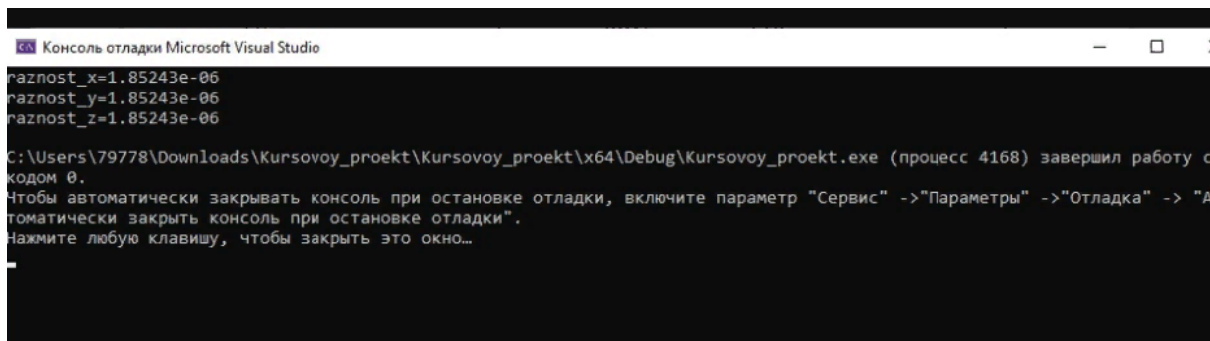 Консоль отладки Microsoft Visual Studio
raznost_x=1.85243e-06
raznost_y=1.85243e-06
raznost_z=1.85243e-06
C:\Users\79778\Downloads\Kursovoy_proekt\Kursovoy_proekt\x64\Debug\Kursovoy_proekt.exe (процесс 4168) завершил работу с
кодом 0.
Чтобы автоматически закрывать консоль при остановке отладки, включите параметр "Сервис" ->"Параметры" ->"Отладка" -> "А
томатически закрыть консоль при остановке отладки".
Нажмите любую клавишу, чтобы закрыть это окно…